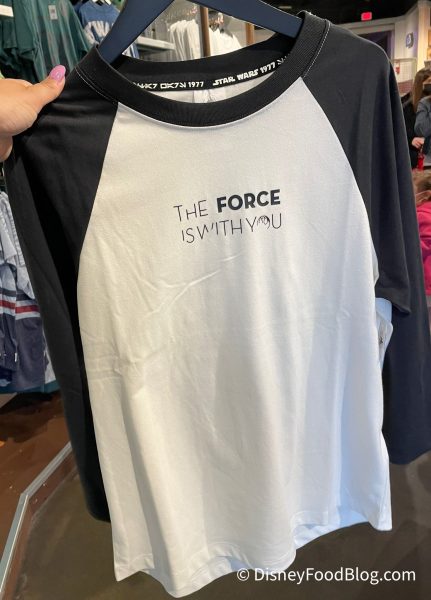 STAR WARS 1977
THE FORCE
IS WITH YOU
© DisneyFoodBlog.com